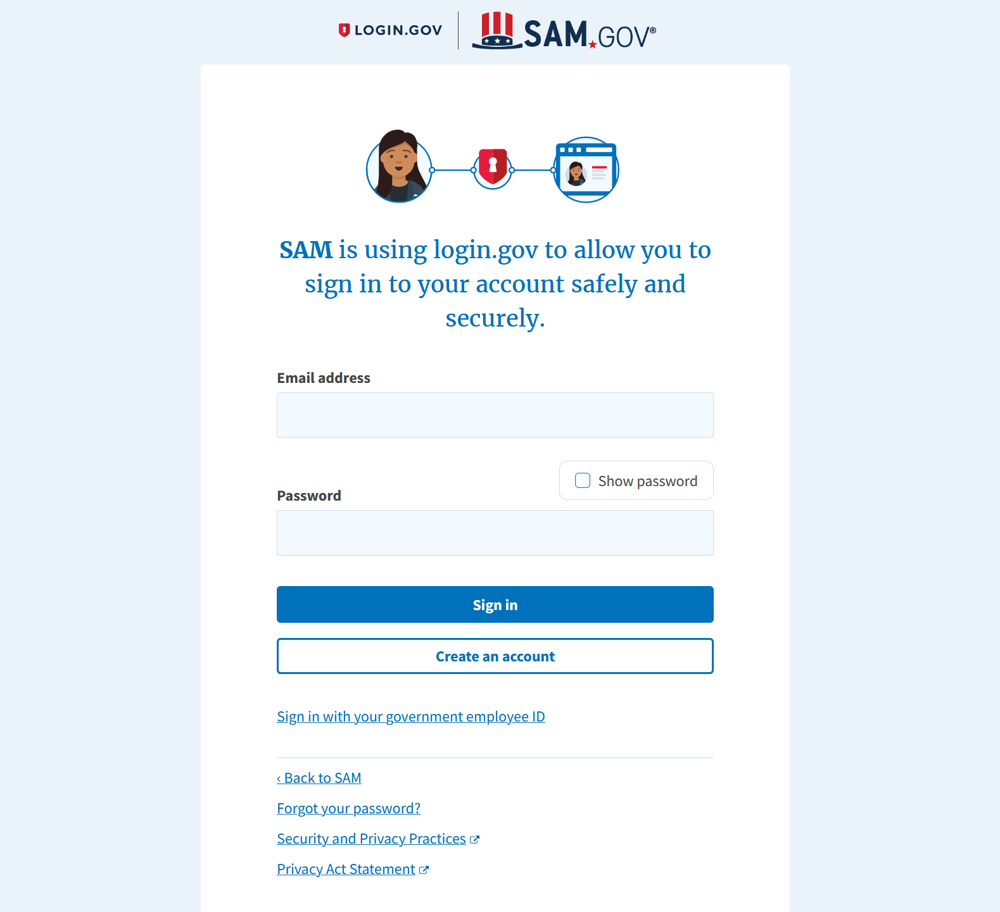 LOGIN.GOV
SAM.GOV®
SAM is using login.gov to allow you to
sign in to your account safely and
securely.
Email address
Show password
Password
Sign in
Create an account
Sign in with your government employee ID
‹ Back to SAM
Forgot your password?
Security and Privacy Practices
Privacy Act Statement